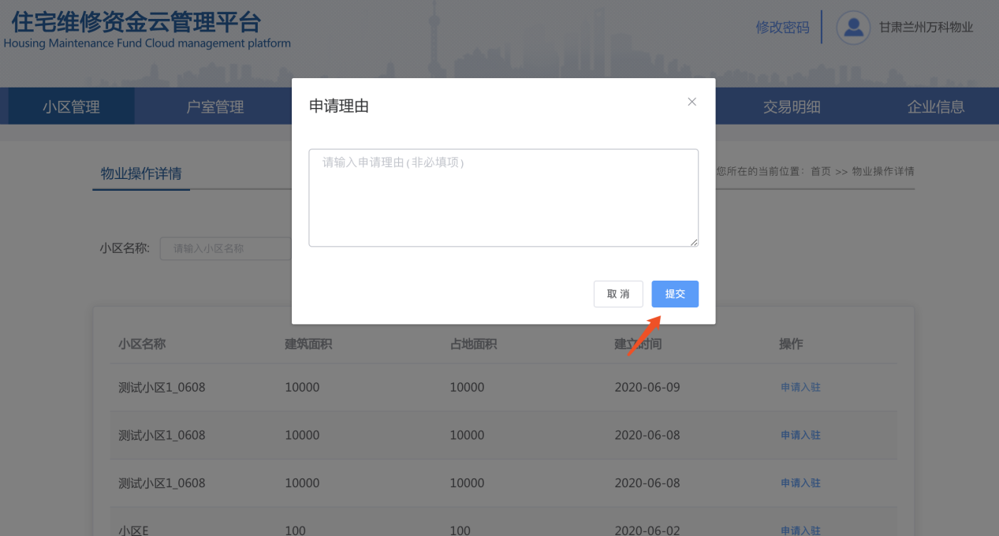 住宅维修资金云管理平台
Housing Maintenance Fund Cloud management platform
修改密码
甘肃兰州万科物业
小区管理
户室管理
交易明细
企业信息
申请理由
请输入申请理由(非必填项)
取 消
提交
物业操作详情
您所在的当前位置: 首页 >> 物业操作详情
小区名称:
请输入小区名称
小区名称 建筑面积 占地面积 建立时间 操作
测试小区1_0608 10000 10000 2020-06-09 申请入驻
测试小区1_0608 10000 10000 2020-06-08 申请入驻
测试小区1_0608 10000 10000 2020-06-08 申请入驻
小区E 100 100 2020-06-02 申请入驻